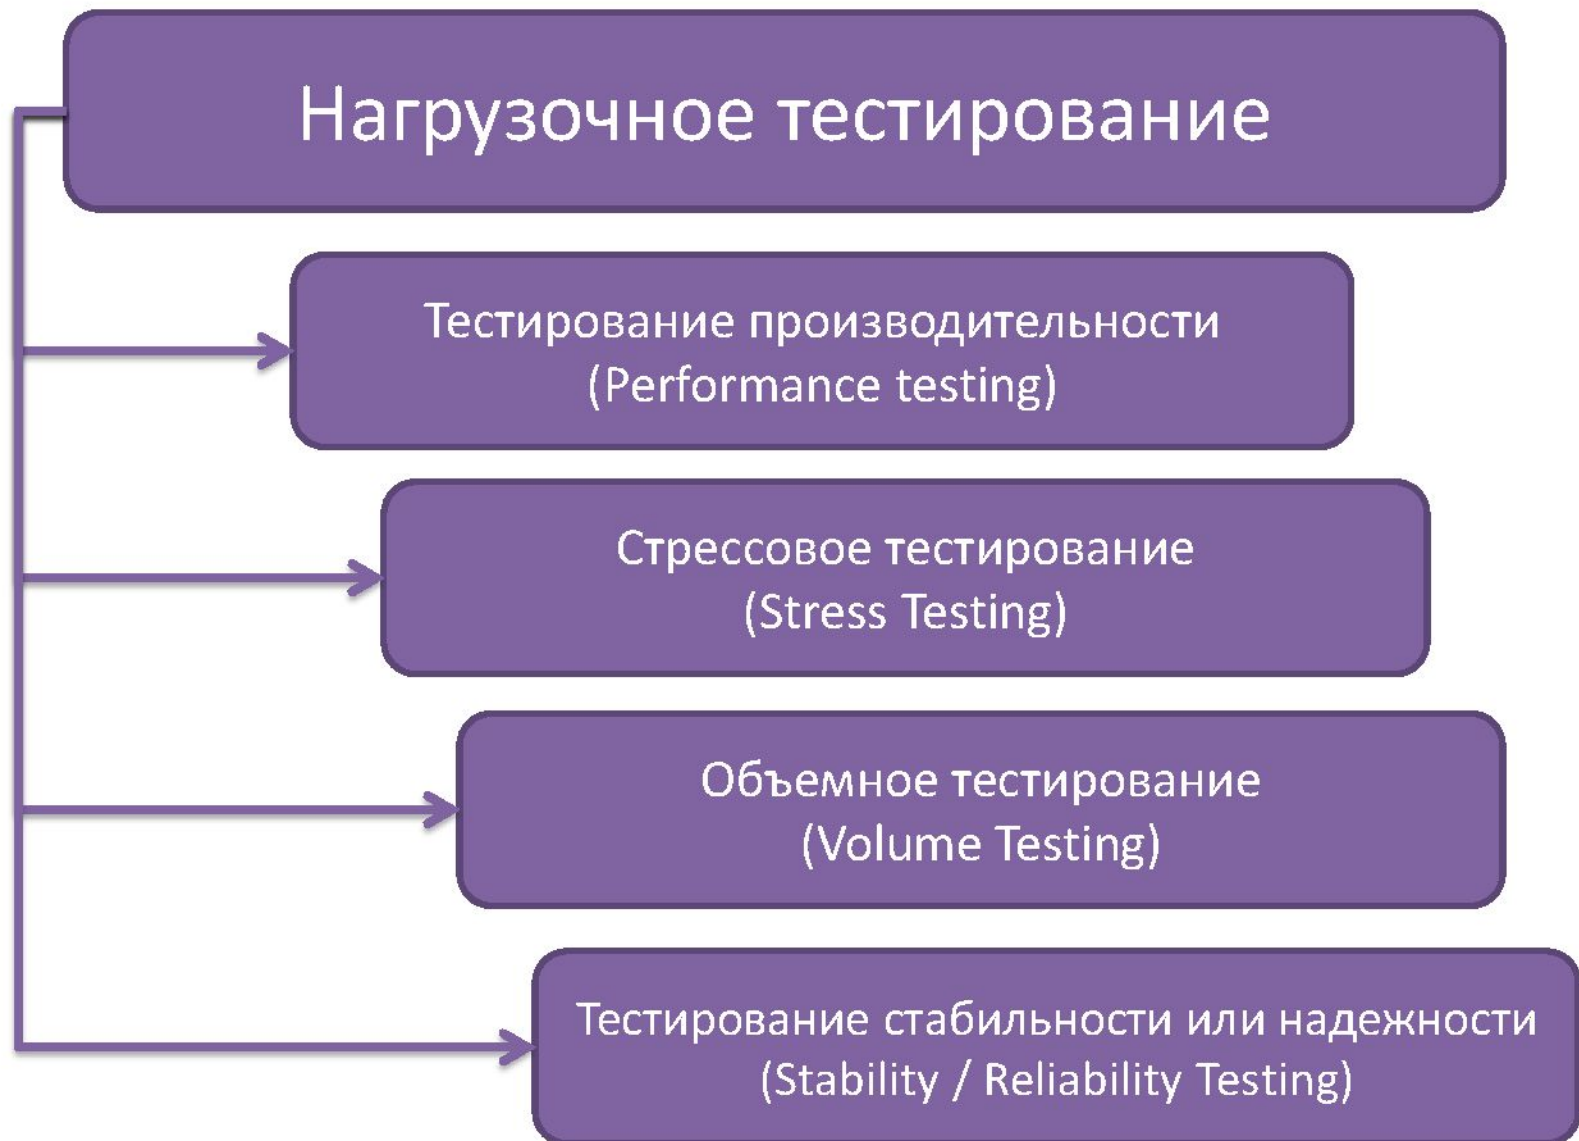 Нагрузочное тестирование
Тестирование производительности
(Performance testing)
Стрессовое тестирование
(Stress Testing)
Объемное тестирование
(Volume Testing)
Тестирование стабильности или надежности
(Stability / Reliability Testing)